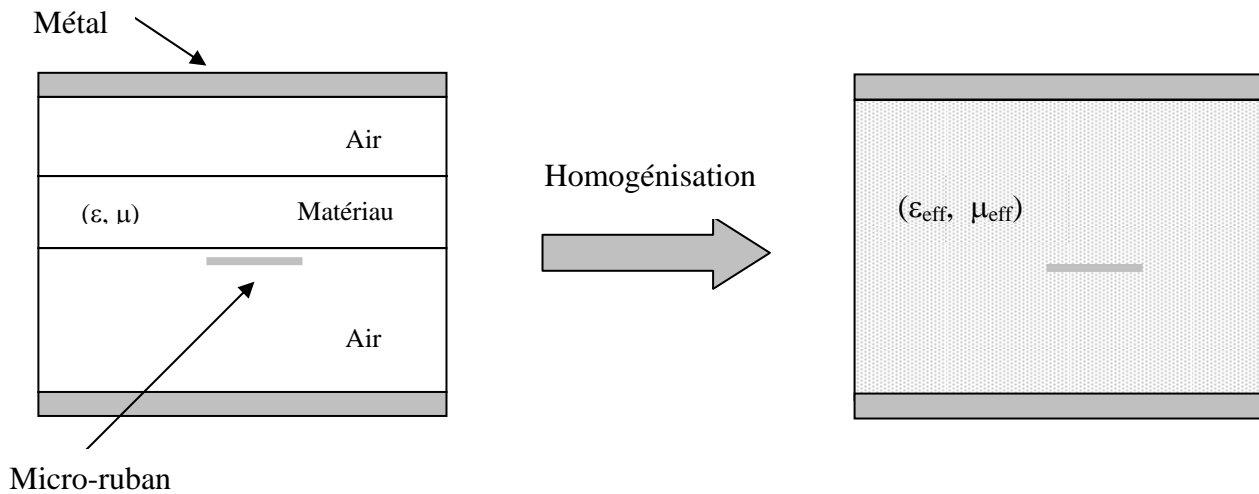 Métal
Air
Homogénisation
(ε, μ) Matériau
(εeff, μeff)
Air
Micro-ruban